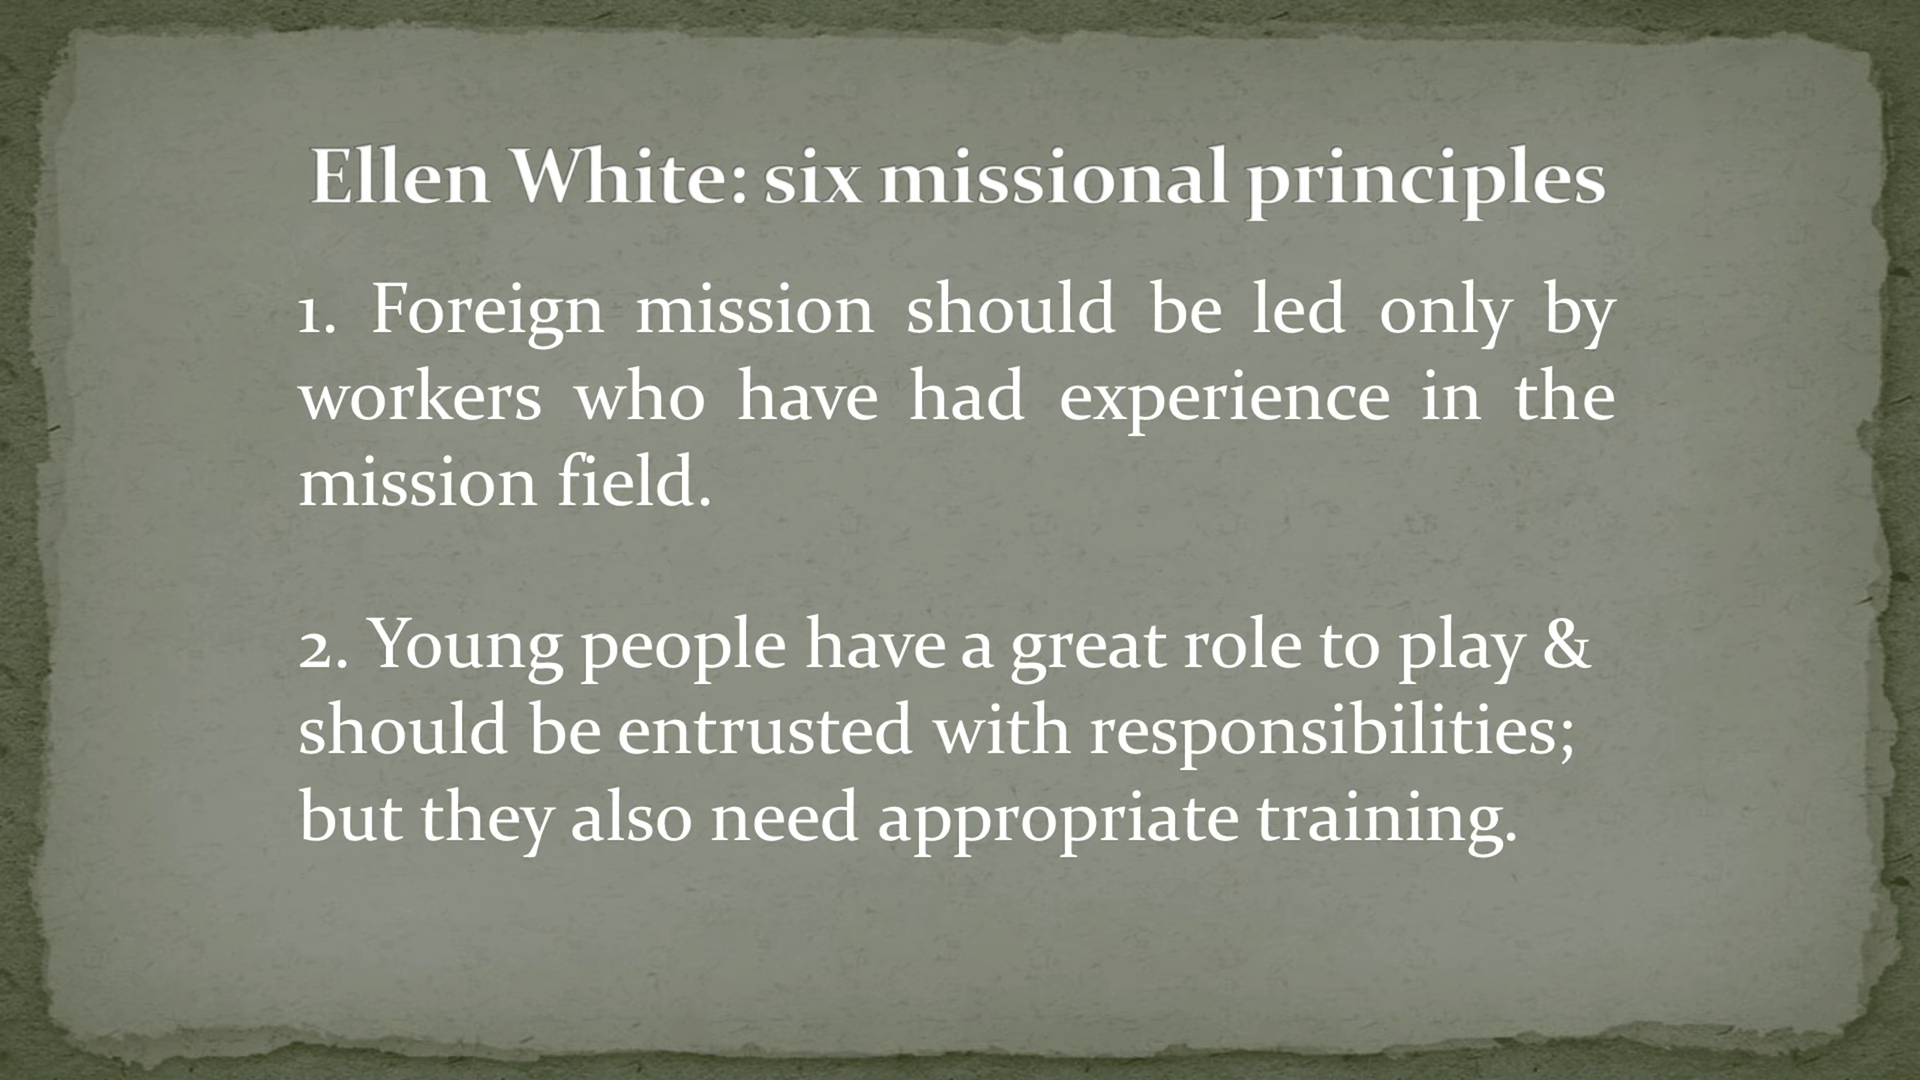 Ellen White: six missional principles
1. Foreign mission should be led only by
workers who have had experience in the
mission field.
2. Young people have a great role to play &
should be entrusted with responsibilities;
but they also need appropriate training.